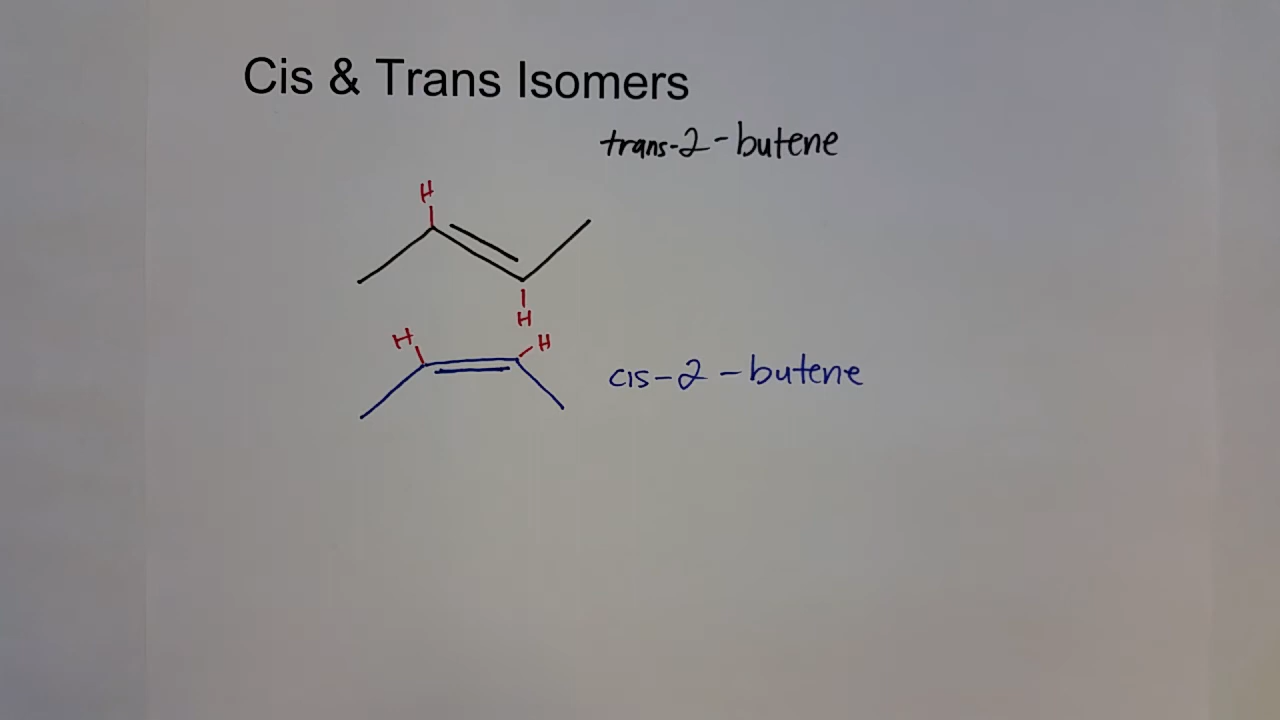 Cis & Trans Isomers
trans-2-butene
H
H
H H
cis-2-butene